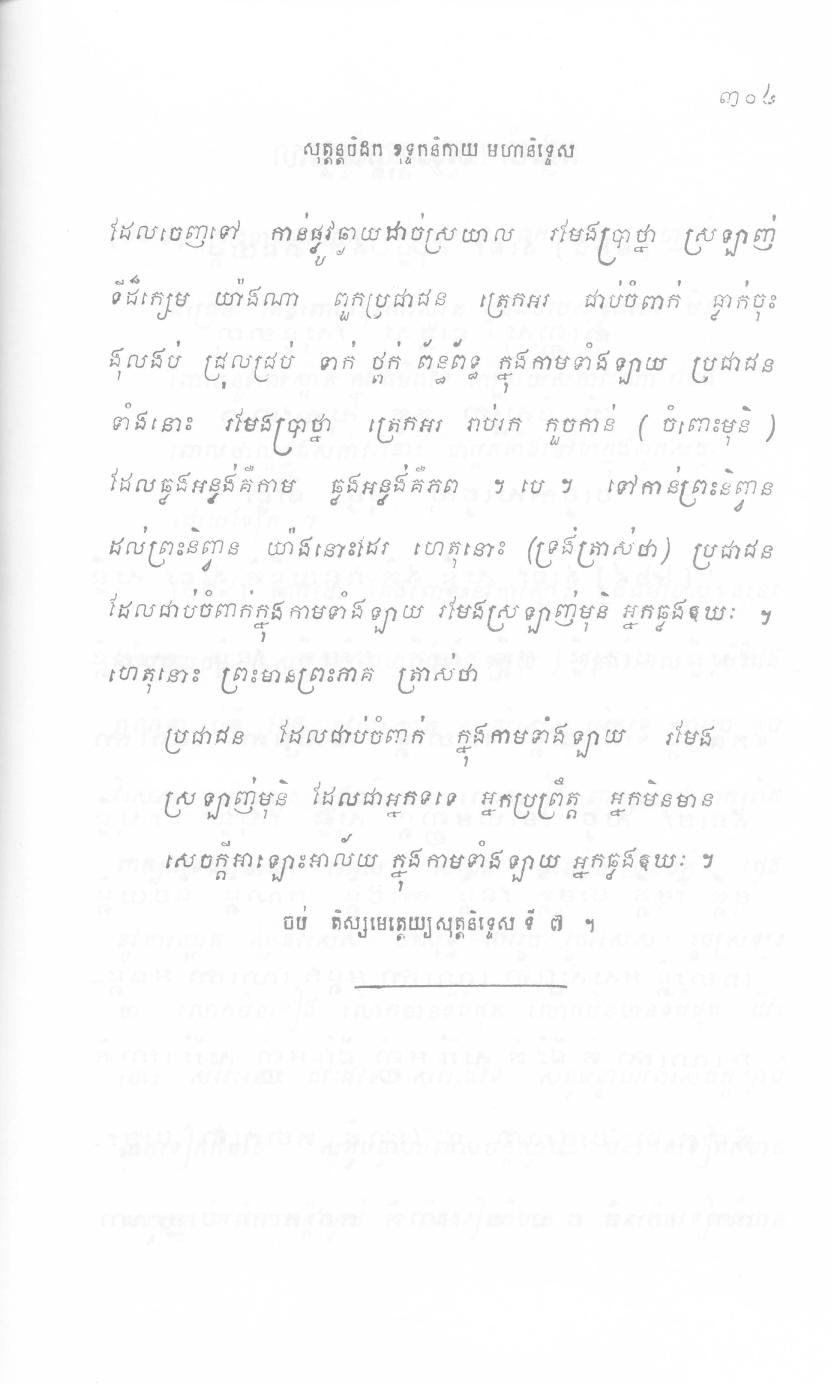 ៣០៤
សុត្តន្តបិដក ខុទ្ទកនិកាយ មហានិទ្ទេស
ដែលចេញទៅ កាន់ផ្លូវឆ្ងាយដាច់ស្រយាល រមែងប្រាថ្នា ស្រឡាញ់
ទីដ៏ក្សេម យ៉ាងណា ពួកប្រជាជន ត្រេកអរ ជាប់ចំពាក់ ធ្លាក់ចុះ
ងុលងប់ ជ្រុលជ្រប់ ទាក់ ថ្ពក់ ព័ន្ធព័ទ្ធ ក្នុងកាមទាំងឡាយ ប្រជាជន
ទាំងនោះ រមែងប្រាថ្នា ត្រេកអរ រាប់រក កួចកាន់ ( ចំពោះមុនិ )
ដែលឆ្លងអន្លង់គឺកាម ឆ្លងអន្លង់គឺភព ។ បេ ។ ទៅកាន់ព្រះនិព្វាន
ដល់ព្រះនិព្វាន យ៉ាងនោះដែរ ហេតុនោះ (ទ្រង់ត្រាស់ថា) ប្រជាជន
ដែលជាប់ចំពាក់ក្នុងកាមទាំងឡាយ រមែងស្រឡាញ់មុនិ អ្នកឆ្លងឱឃៈ ។
ហេតុនោះ ព្រះមានព្រះភាគ ត្រាស់ថា
ប្រជាជន ដែលជាប់ចំពាក់ ក្នុងកាមទាំងឡាយ រមែង
ស្រឡាញ់មុនិ ដែលជាអ្នកទទេ អ្នកប្រព្រឹត្ត អ្នកមិនមាន
សេចក្តីអាឡោះអាល័យ ក្នុងកាមទាំងឡាយ អ្នកឆ្លងឱឃៈ ។
ចប់ តិស្សមេត្តេយ្យសុត្តនិទ្ទេស ទី ៧ ។